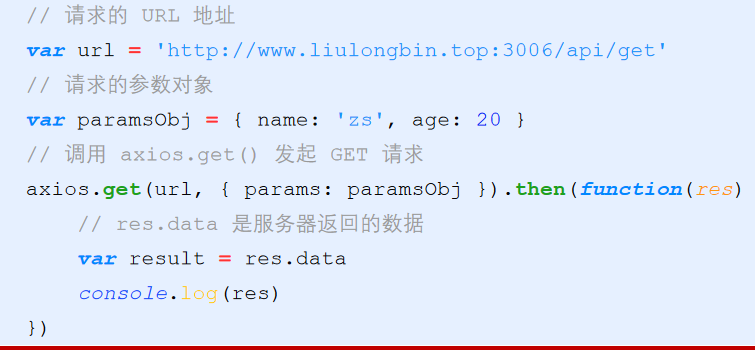 // 请求的 URL 地址
var url = 'http://www.liulongbin.top:3006/api/get'
// 请求的参数对象
var paramsObj = { name: 'zs', age: 20 }
// 调用 axios.get() 发起 GET 请求
axios.get(url, { params: paramsObj }).then(function(res)
// res.data 是服务器返回的数据
var result = res.data
console.log(res)
})